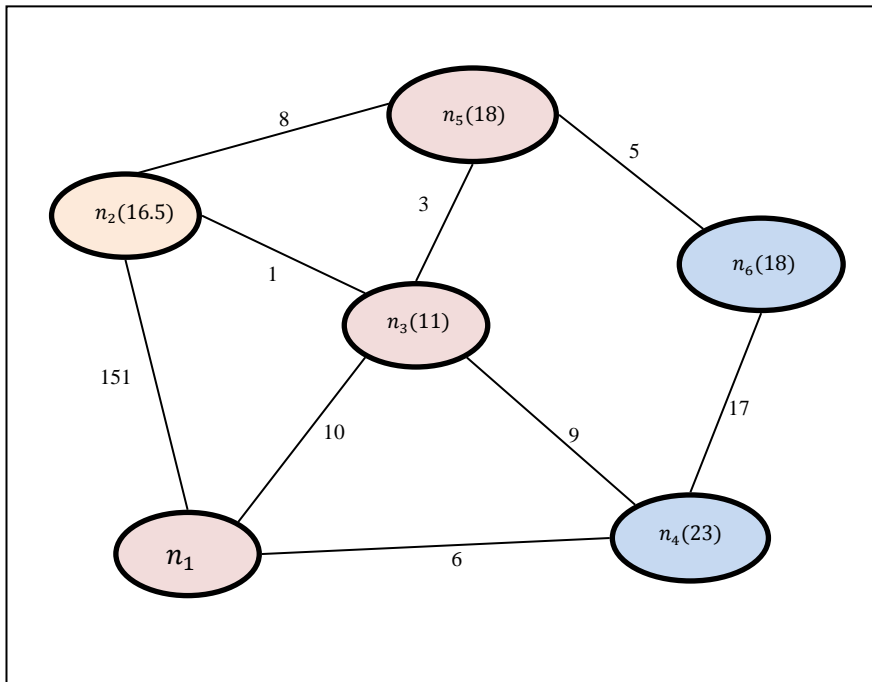 n₅(18)
8
5
n₂(16.5)
3
n₆(18)
1
n₃(11)
151
17
10
9
n₄(23)
n₁
6